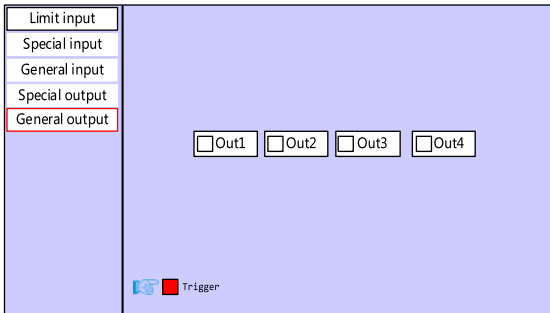 Limit input
Special input
General input
Special output
General output
Out1 Out2 Out3 Out4
Trigger